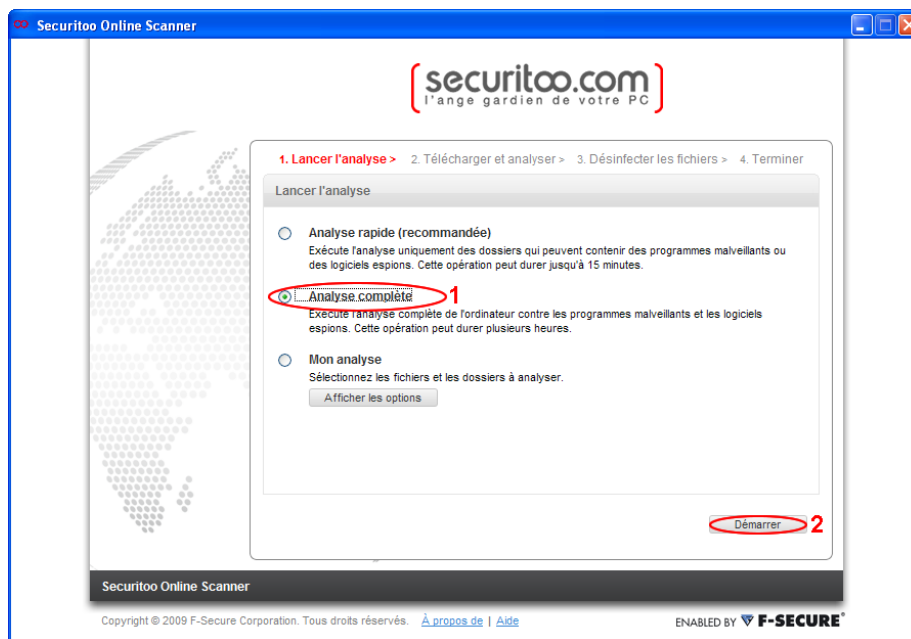 Securitoo Online Scanner
securitoo.com
l'ange gardien de votre PC
1. Lancer l'analyse > 2. Télécharger et analyser > 3. Désinfecter les fichiers > 4. Terminer
Lancer l'analyse
Analyse rapide (recommandée)
Exécute l'analyse uniquement des dossiers qui peuvent contenir des programmes malveillants ou
des logiciels espions. Cette opération peut durer jusqu'à 15 minutes.
Analyse complète 1
Exécute l'analyse complète de l'ordinateur contre les programmes malveillants et les logiciels
espions. Cette opération peut durer plusieurs heures.
Mon analyse
Sélectionnez les fichiers et les dossiers à analyser.
Afficher les options
Démarrer 2
Securitoo Online Scanner
Copyright © 2009 F-Secure Corporation. Tous droits réservés. À propos de | Aide
ENABLED BY F-SECURE®